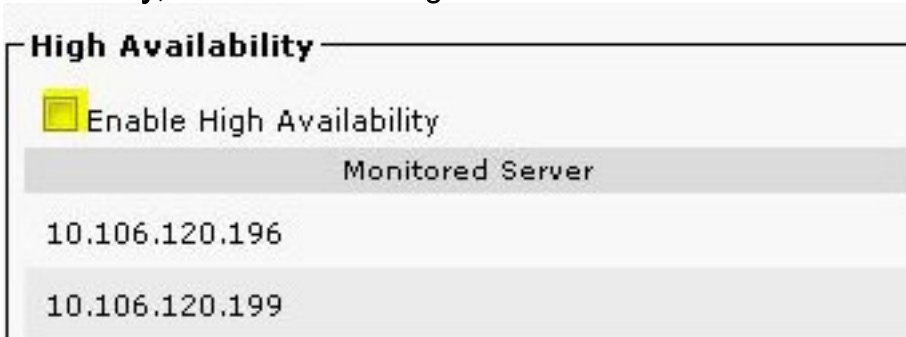 High Availability
Enable High Availability
Monitored Server
10.106.120.196
10.106.120.199